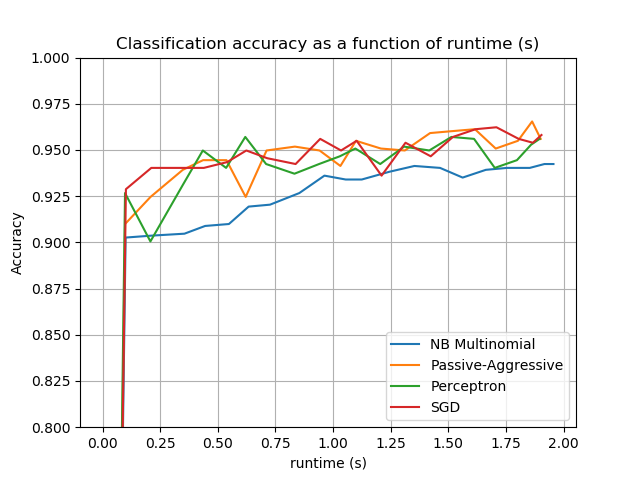 Classification accuracy as a function of runtime (s)
1.000
0.975
0.950
0.925
0.900
0.875
0.850
0.825
0.800
Accuracy
NB Multinomial
Passive-Aggressive
Perceptron
SGD
0.00 0.25 0.50 0.75 1.00 1.25 1.50 1.75 2.00
runtime (s)